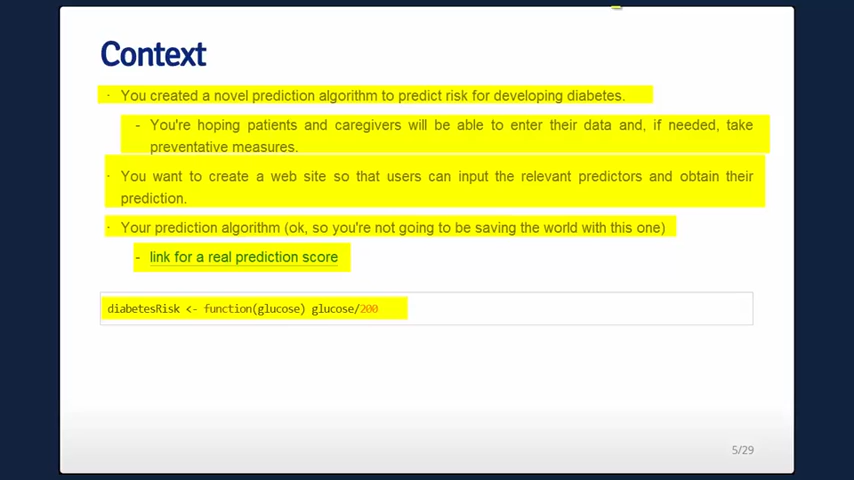 Context
· You created a novel prediction algorithm to predict risk for developing diabetes.
- You're hoping patients and caregivers will be able to enter their data and, if needed, take
preventative measures.
· You want to create a web site so that users can input the relevant predictors and obtain their
prediction.
· Your prediction algorithm (ok, so you're not going to be saving the world with this one)
- link for a real prediction score
diabetesRisk <- function(glucose) glucose/200
5/29